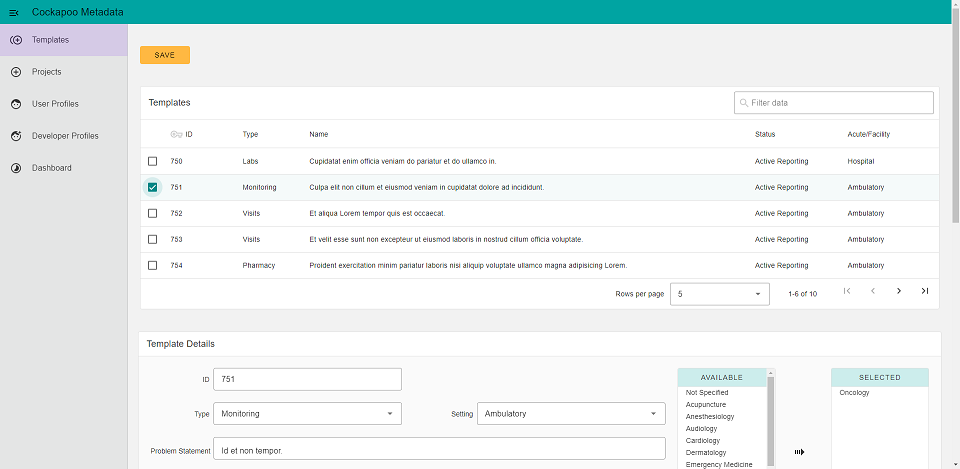 Cockapoo Metadata
Templates
Projects
User Profiles
Developer Profiles
Dashboard
SAVE
Templates
Filter data
ID Type Name Status Acute/Facility
750 Labs Cupidatat enim officia veniam do pariatur et do ullamco in. Active Reporting Hospital
751 Monitoring Culpa elit non cillum et eiusmod veniam in cupidatat dolore ad incididunt. Active Reporting Ambulatory
752 Visits Et aliqua Lorem tempor quis est occaecat. Active Reporting Ambulatory
753 Visits Et velit esse sunt non excepteur ut eiusmod laboris in nostrud cillum officia voluptate. Active Reporting Ambulatory
754 Pharmacy Proident exercitation minim pariatur laboris nisi aliquip voluptate ullamco magna adipisicing Lorem. Active Reporting Ambulatory
Rows per page 5 1-6 of 10
Template Details
ID 751
Type Monitoring Setting Ambulatory
Problem Statement Id et non tempor.
AVAILABLE
Not Specified
Acupuncture
Anesthesiology
Audiology
Cardiology
Dermatology
Emergency Medicine
SELECTED
Oncology